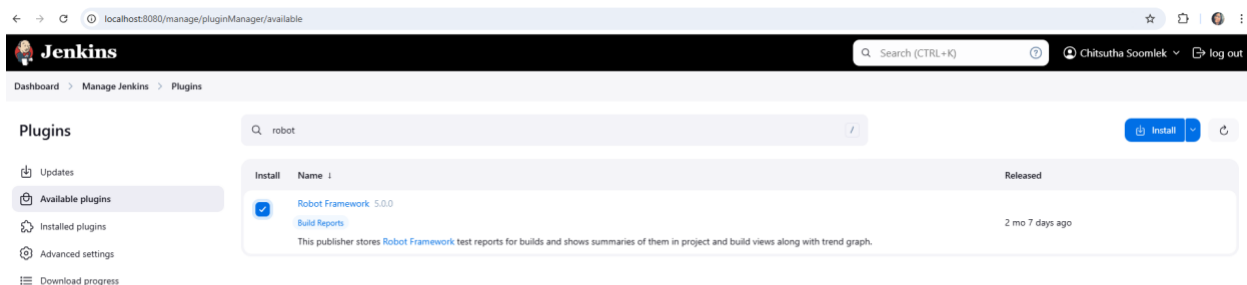 localhost:8080/manage/pluginManager/available
Jenkins
Search (CTRL+K)
Chitsutha Soomlek
log out
Dashboard > Manage Jenkins > Plugins
Plugins
robot
/
Install
Updates
Available plugins
Installed plugins
Advanced settings
Download progress
Install Name ↓ Released
Robot Framework 5.0.0
Build Reports
This publisher stores Robot Framework test reports for builds and shows summaries of them in project and build views along with trend graph.
2 mo 7 days ago